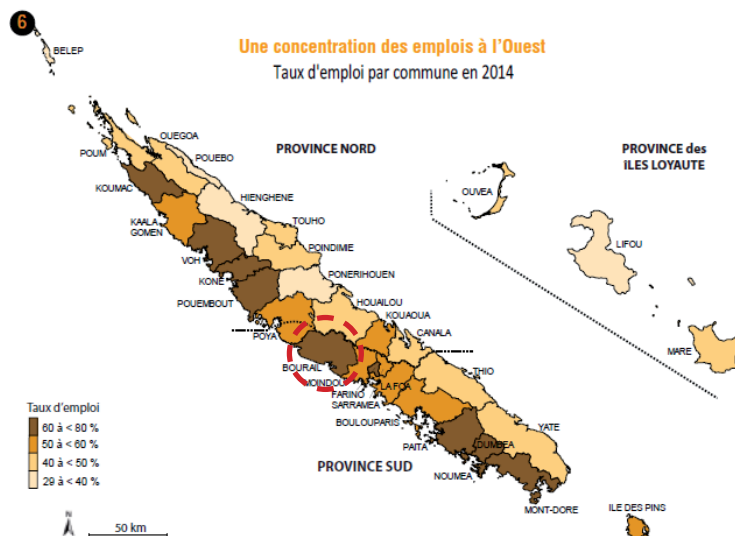 6
BELEP
Une concentration des emplois à l'Ouest
Taux d'emploi par commune en 2014
OUEGOA
PROVINCE NORD
PROVINCE des
ILES LOYAUTE
POUM
POUEBO
KOUMAC
HIENGHENE
OUVEA
KAALA
GOMEN
TOUHO
LIFOU
VOH
POINDIMIE
KONE
PONERIHOUEN
POUEMBOUT
HOUAILOU
KOUAOUA
POYA
CANALA
MARE
BOURAIL
THIO
MOINDOU
LA FOA
FARINO
SARRAMEA
BOULOUPARIS
YATE
PAITA
DUMBEA
PROVINCE SUD
NOUMEA
MONT-DORE
ILE DES PINS
Taux d'emploi
60 à < 80 %
50 à < 60 %
40 à < 50 %
29 à < 40 %
N
50 km